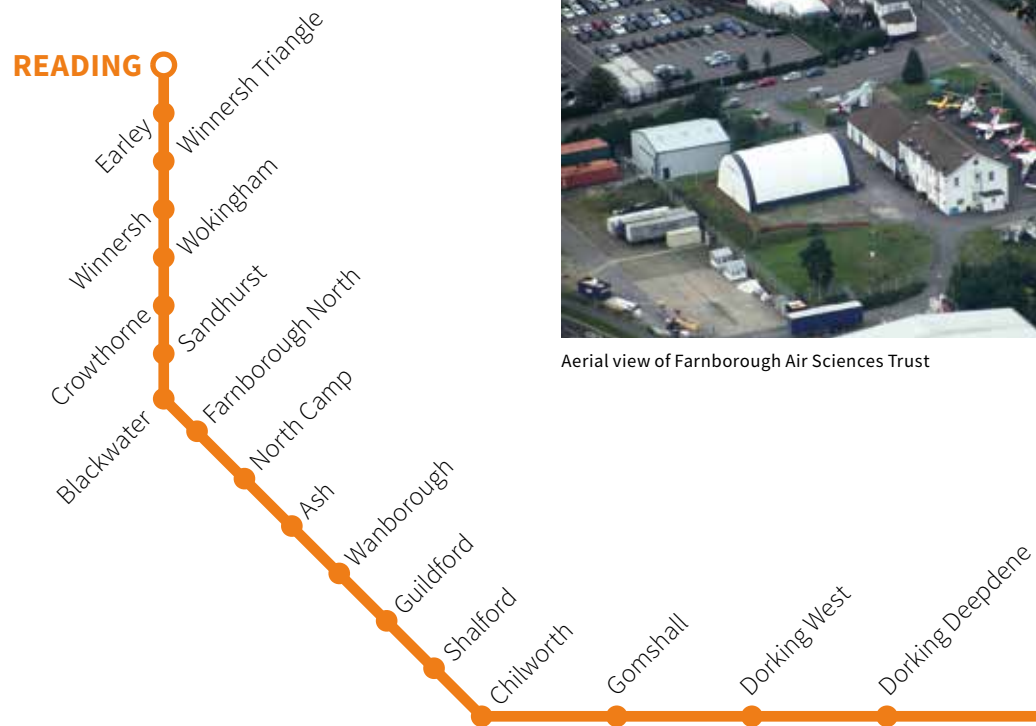 READING
Earley
Winnersh Triangle
Winnersh
Wokingham
Crowthorne
Sandhurst
Blackwater
Farnborough North
North Camp
Ash
Wanborough
Guildford
Shalford
Chilworth
Gomshall
Dorking West
Dorking Deepdene
Aerial view of Farnborough Air Sciences Trust